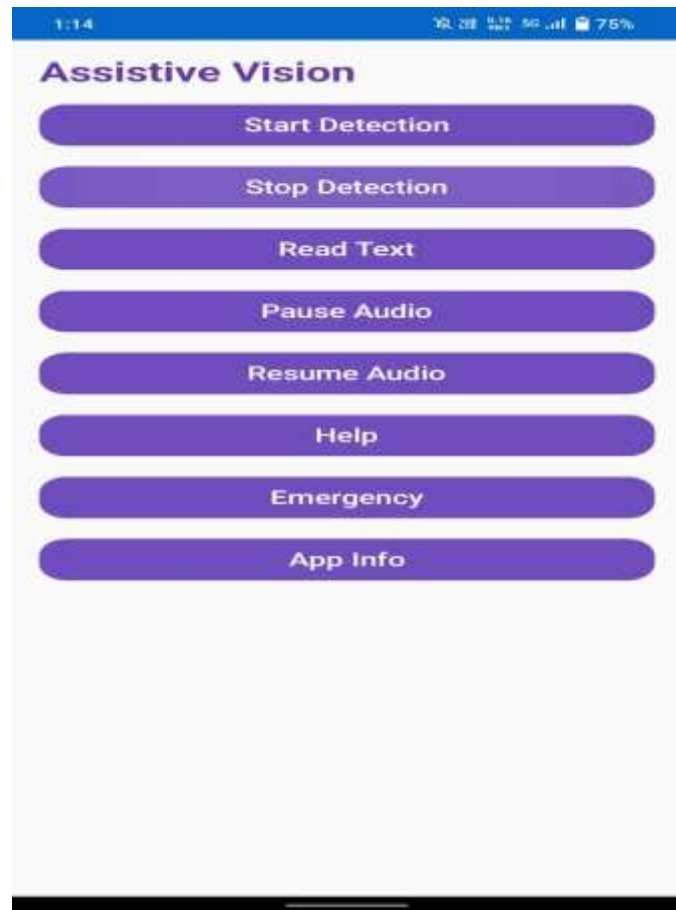 1:14 5G 75%
Assistive Vision
Start Detection
Stop Detection
Read Text
Pause Audio
Resume Audio
Help
Emergency
App Info